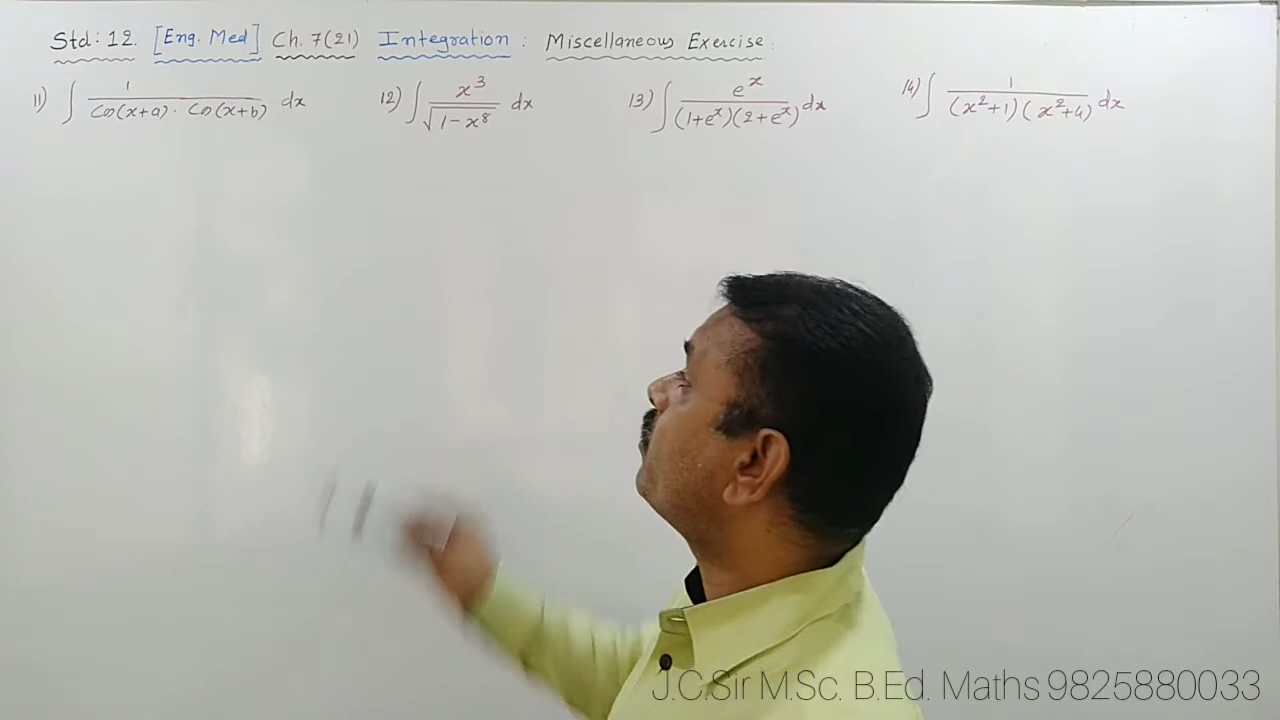 Std: 12. [Eng. Med] Ch. 7(21) Integration: Miscellaneous Exercise:
11) ∫ 1/(Cos(x+a) · Cos(x+b)) dx 12) ∫ x³/√(1-x⁸) dx 13) ∫ eˣ/((1+eˣ)(2+eˣ)) dx 14) ∫ 1/((x²+1)(x²+4)) dx
J.C.Sir M.Sc. B.Ed. Maths 9825880033